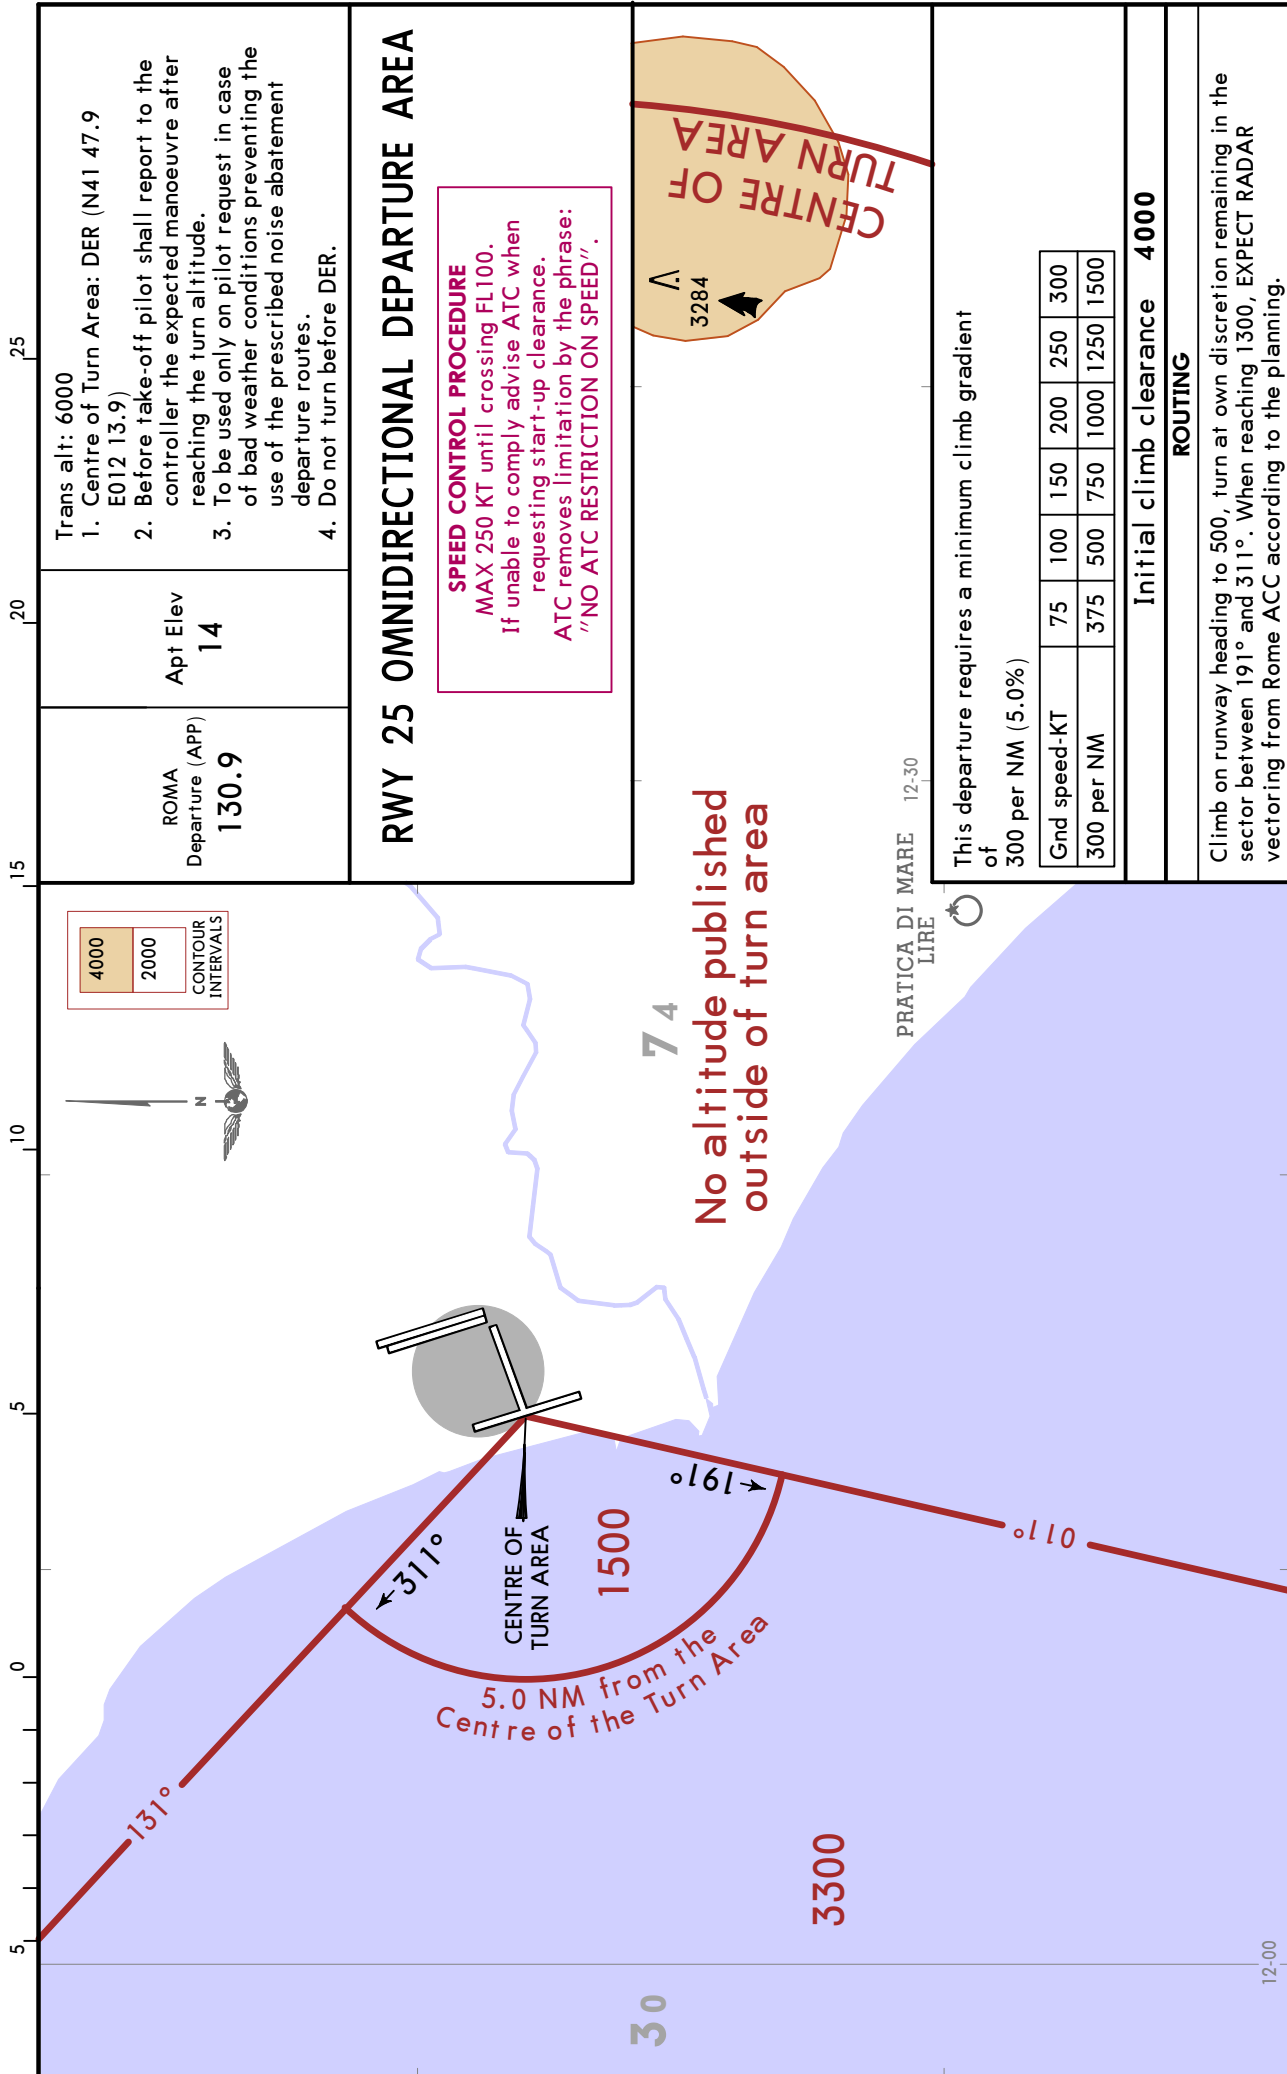 ROMA
Departure (APP)
130.9
Apt Elev
14
Trans alt: 6000
1. Centre of Turn Area: DER (N41 47.9
E012 13.9)
2. Before take-off pilot shall report to the
controller the expected manoeuvre after
reaching the turn altitude.
3. To be used only on pilot request in case
of bad weather conditions preventing the
use of the prescribed noise abatement
departure routes.
4. Do not turn before DER.
RWY 25 OMNIDIRECTIONAL DEPARTURE AREA
SPEED CONTROL PROCEDURE
MAX 250 KT until crossing FL100.
If unable to comply advise ATC when
requesting start-up clearance.
ATC removes limitation by the phrase:
"NO ATC RESTRICTION ON SPEED".
5
0
5
10
15
20
25
4000
2000
CONTOUR
INTERVALS
N
131°
311°
CENTRE OF
TURN AREA
1500
191°
011°
5.0 NM from the
Centre of the Turn Area
3300
30
74
No altitude published
outside of turn area
PRATICA DI MARE
LIRE
12-30
12-00
3284
CENTRE OF
TURN AREA
This departure requires a minimum climb gradient
of
300 per NM (5.0%)
Gnd speed-KT 75 100 150 200 250 300
300 per NM 375 500 750 1000 1250 1500
Initial climb clearance 4000
ROUTING
Climb on runway heading to 500, turn at own discretion remaining in the
sector between 191° and 311°. When reaching 1300, EXPECT RADAR
vectoring from Rome ACC according to the planning.